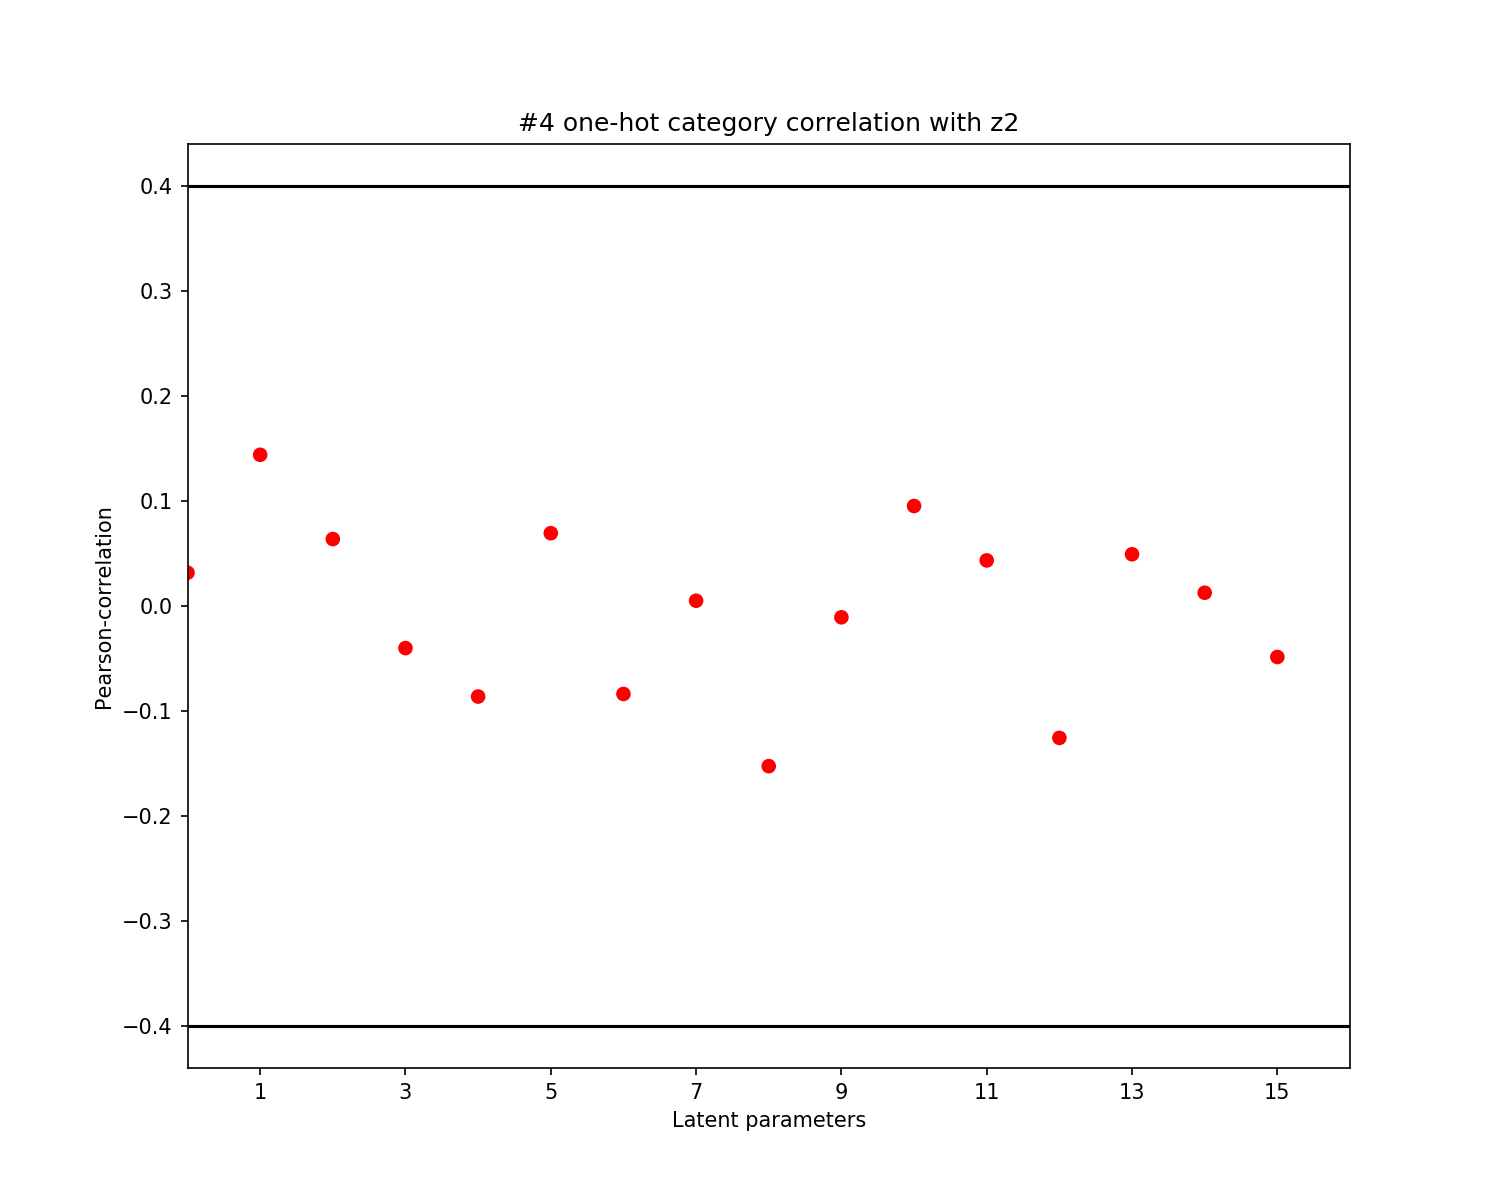 #4 one-hot category correlation with z2
0.4
0.3
0.2
0.1
0.0
−0.1
−0.2
−0.3
−0.4
Pearson-correlation
1 3 5 7 9 11 13 15
Latent parameters